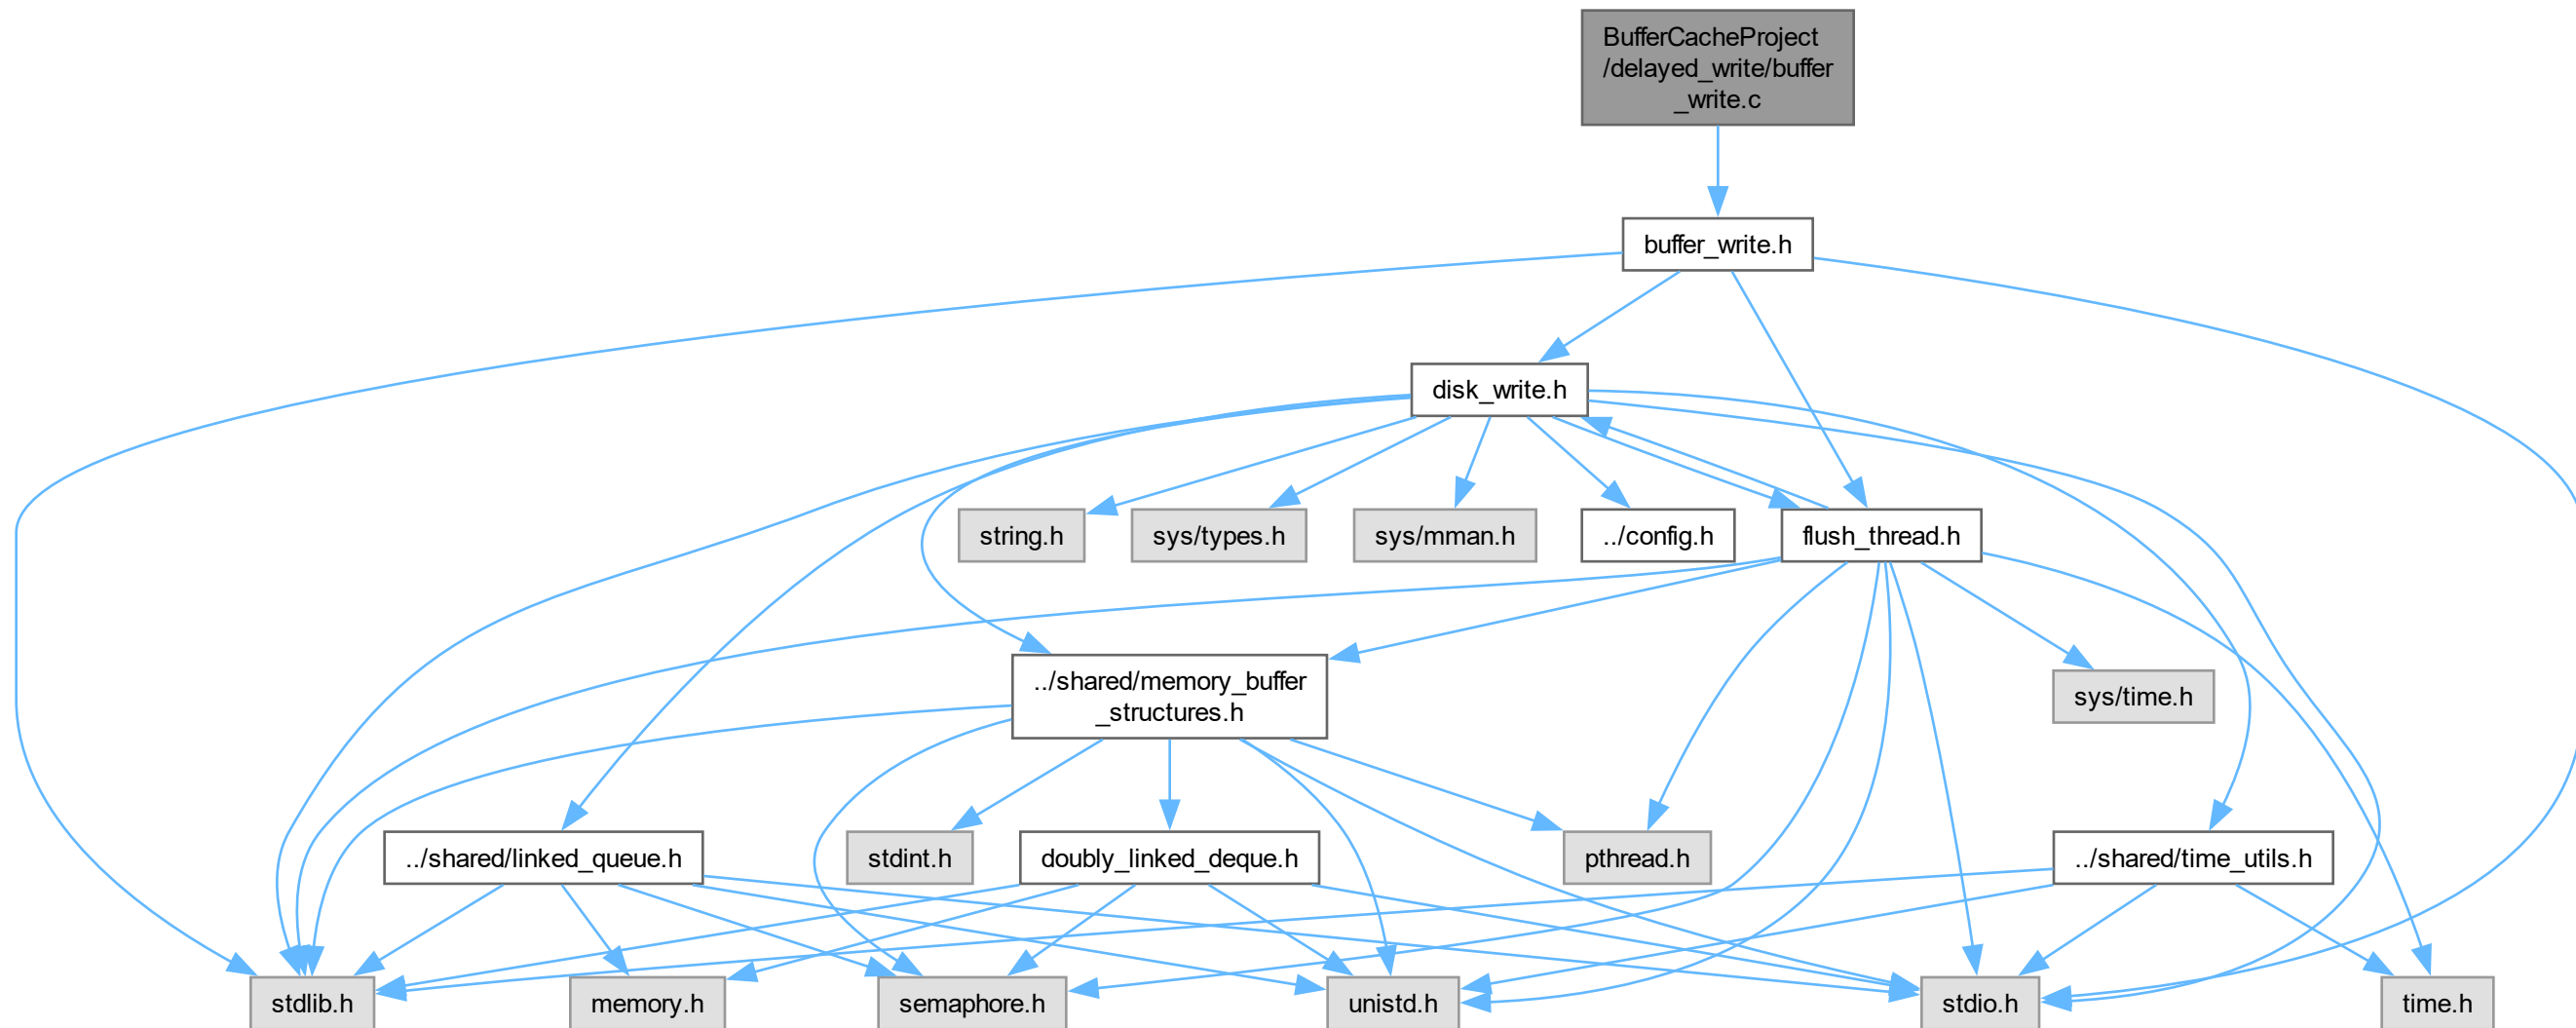 BufferCacheProject
/delayed_write/buffer
_write.c
buffer_write.h
disk_write.h
string.h
sys/types.h
sys/mman.h
../config.h
flush_thread.h
../shared/memory_buffer
_structures.h
sys/time.h
../shared/linked_queue.h
stdint.h
doubly_linked_deque.h
pthread.h
../shared/time_utils.h
stdlib.h
memory.h
semaphore.h
unistd.h
stdio.h
time.h